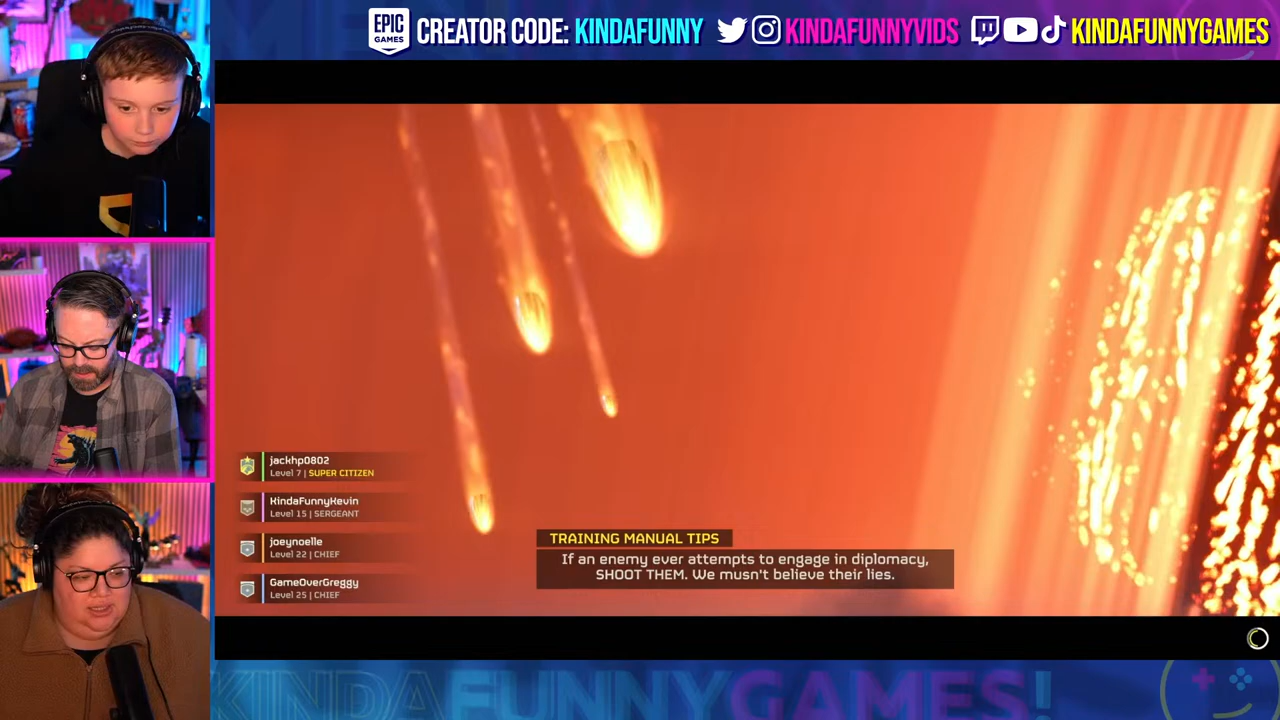 EPIC
GAMES
CREATOR CODE: KINDAFUNNY
KINDAFUNNYVIDS
KINDAFUNNYGAMES
jackhp0802
Level 7 | SUPER CITIZEN
KindaFunnyKevin
Level 15 | SERGEANT
joeynoelle
Level 22 | CHIEF
GameOverGreggy
Level 25 | CHIEF
TRAINING MANUAL TIPS
If an enemy ever attempts to engage in diplomacy,
SHOOT THEM. We musn't believe their lies.
KINDAFUNNYGAMES!